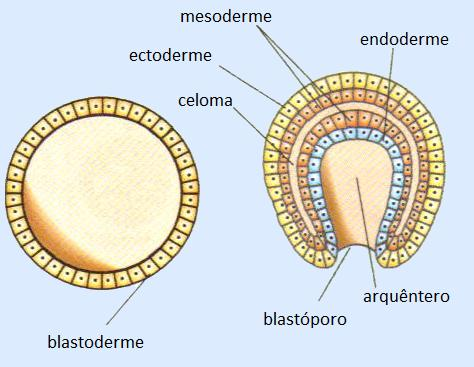 mesoderme
endoderme
ectoderme
celoma
arquêntero
blastóporo
blastoderme